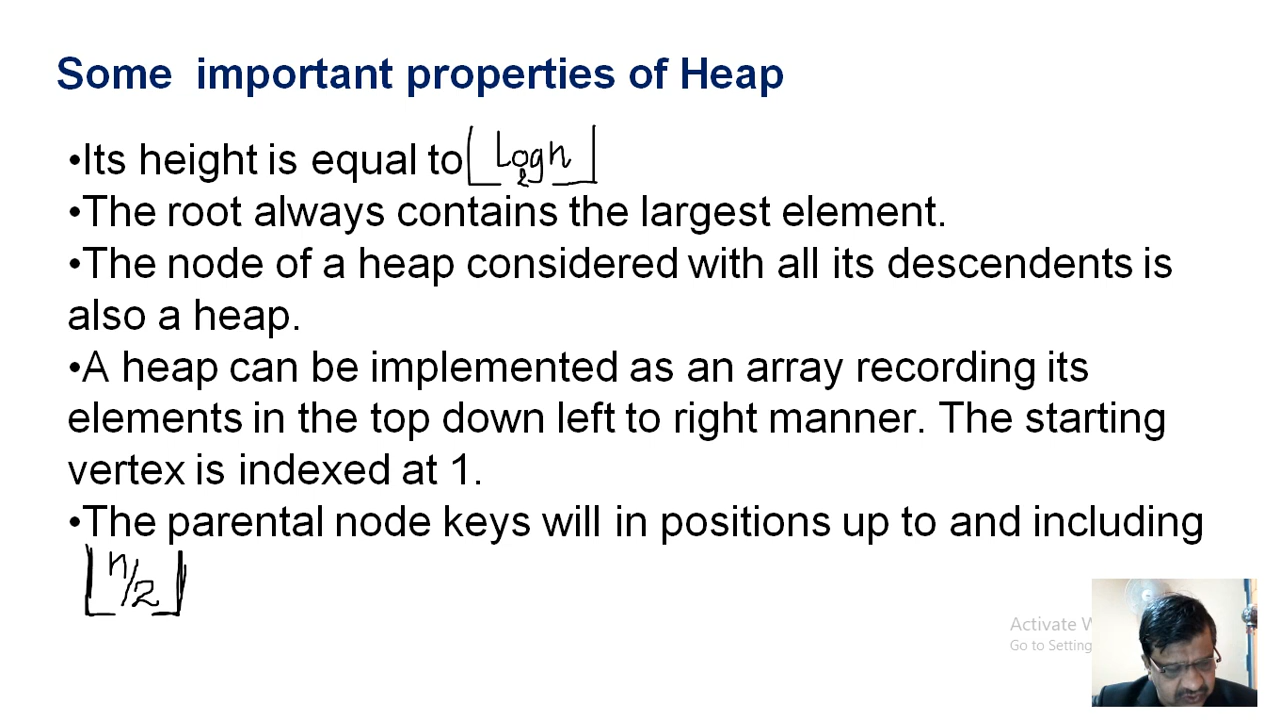 Some important properties of Heap
•Its height is equal to ⌊log₂n⌋
•The root always contains the largest element.
•The node of a heap considered with all its descendents is
also a heap.
•A heap can be implemented as an array recording its
elements in the top down left to right manner. The starting
vertex is indexed at 1.
•The parental node keys will in positions up to and including
⌊n/2⌋
Activate
Go to Setting